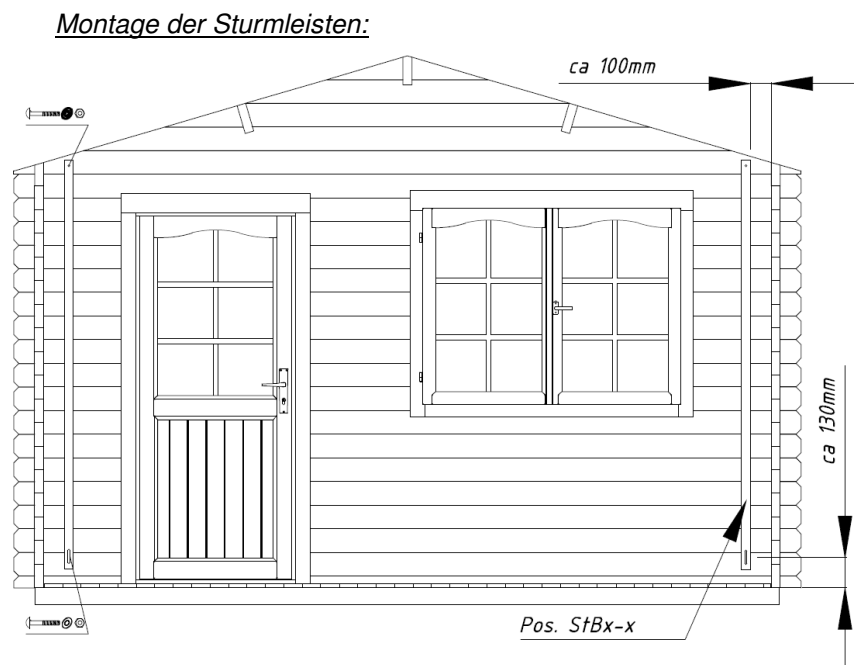 Montage der Sturmleisten:
ca 100mm
ca 130mm
Pos. StBx-x